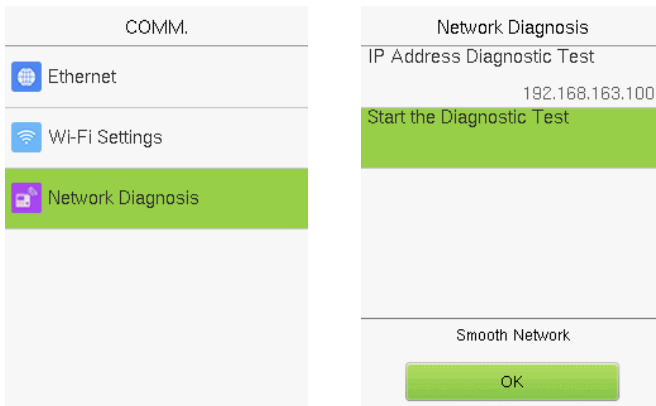 COMM.
Ethernet
Wi-Fi Settings
Network Diagnosis
Network Diagnosis
IP Address Diagnostic Test
192.168.163.100
Start the Diagnostic Test
Smooth Network
OK